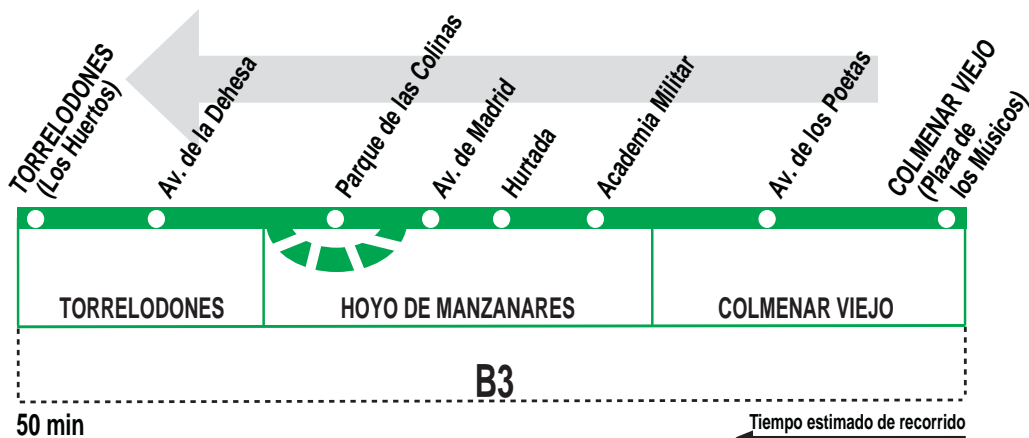 TORRELODONES
(Los Huertos)
Av. de la Dehesa
Parque de las Colinas
Av. de Madrid
Hurtada
Academia Militar
Av. de los Poetas
COLMENAR VIEJO
(Plaza de
los Músicos)
TORRELODONES
HOYO DE MANZANARES
COLMENAR VIEJO
B3
50 min
Tiempo estimado de recorrido